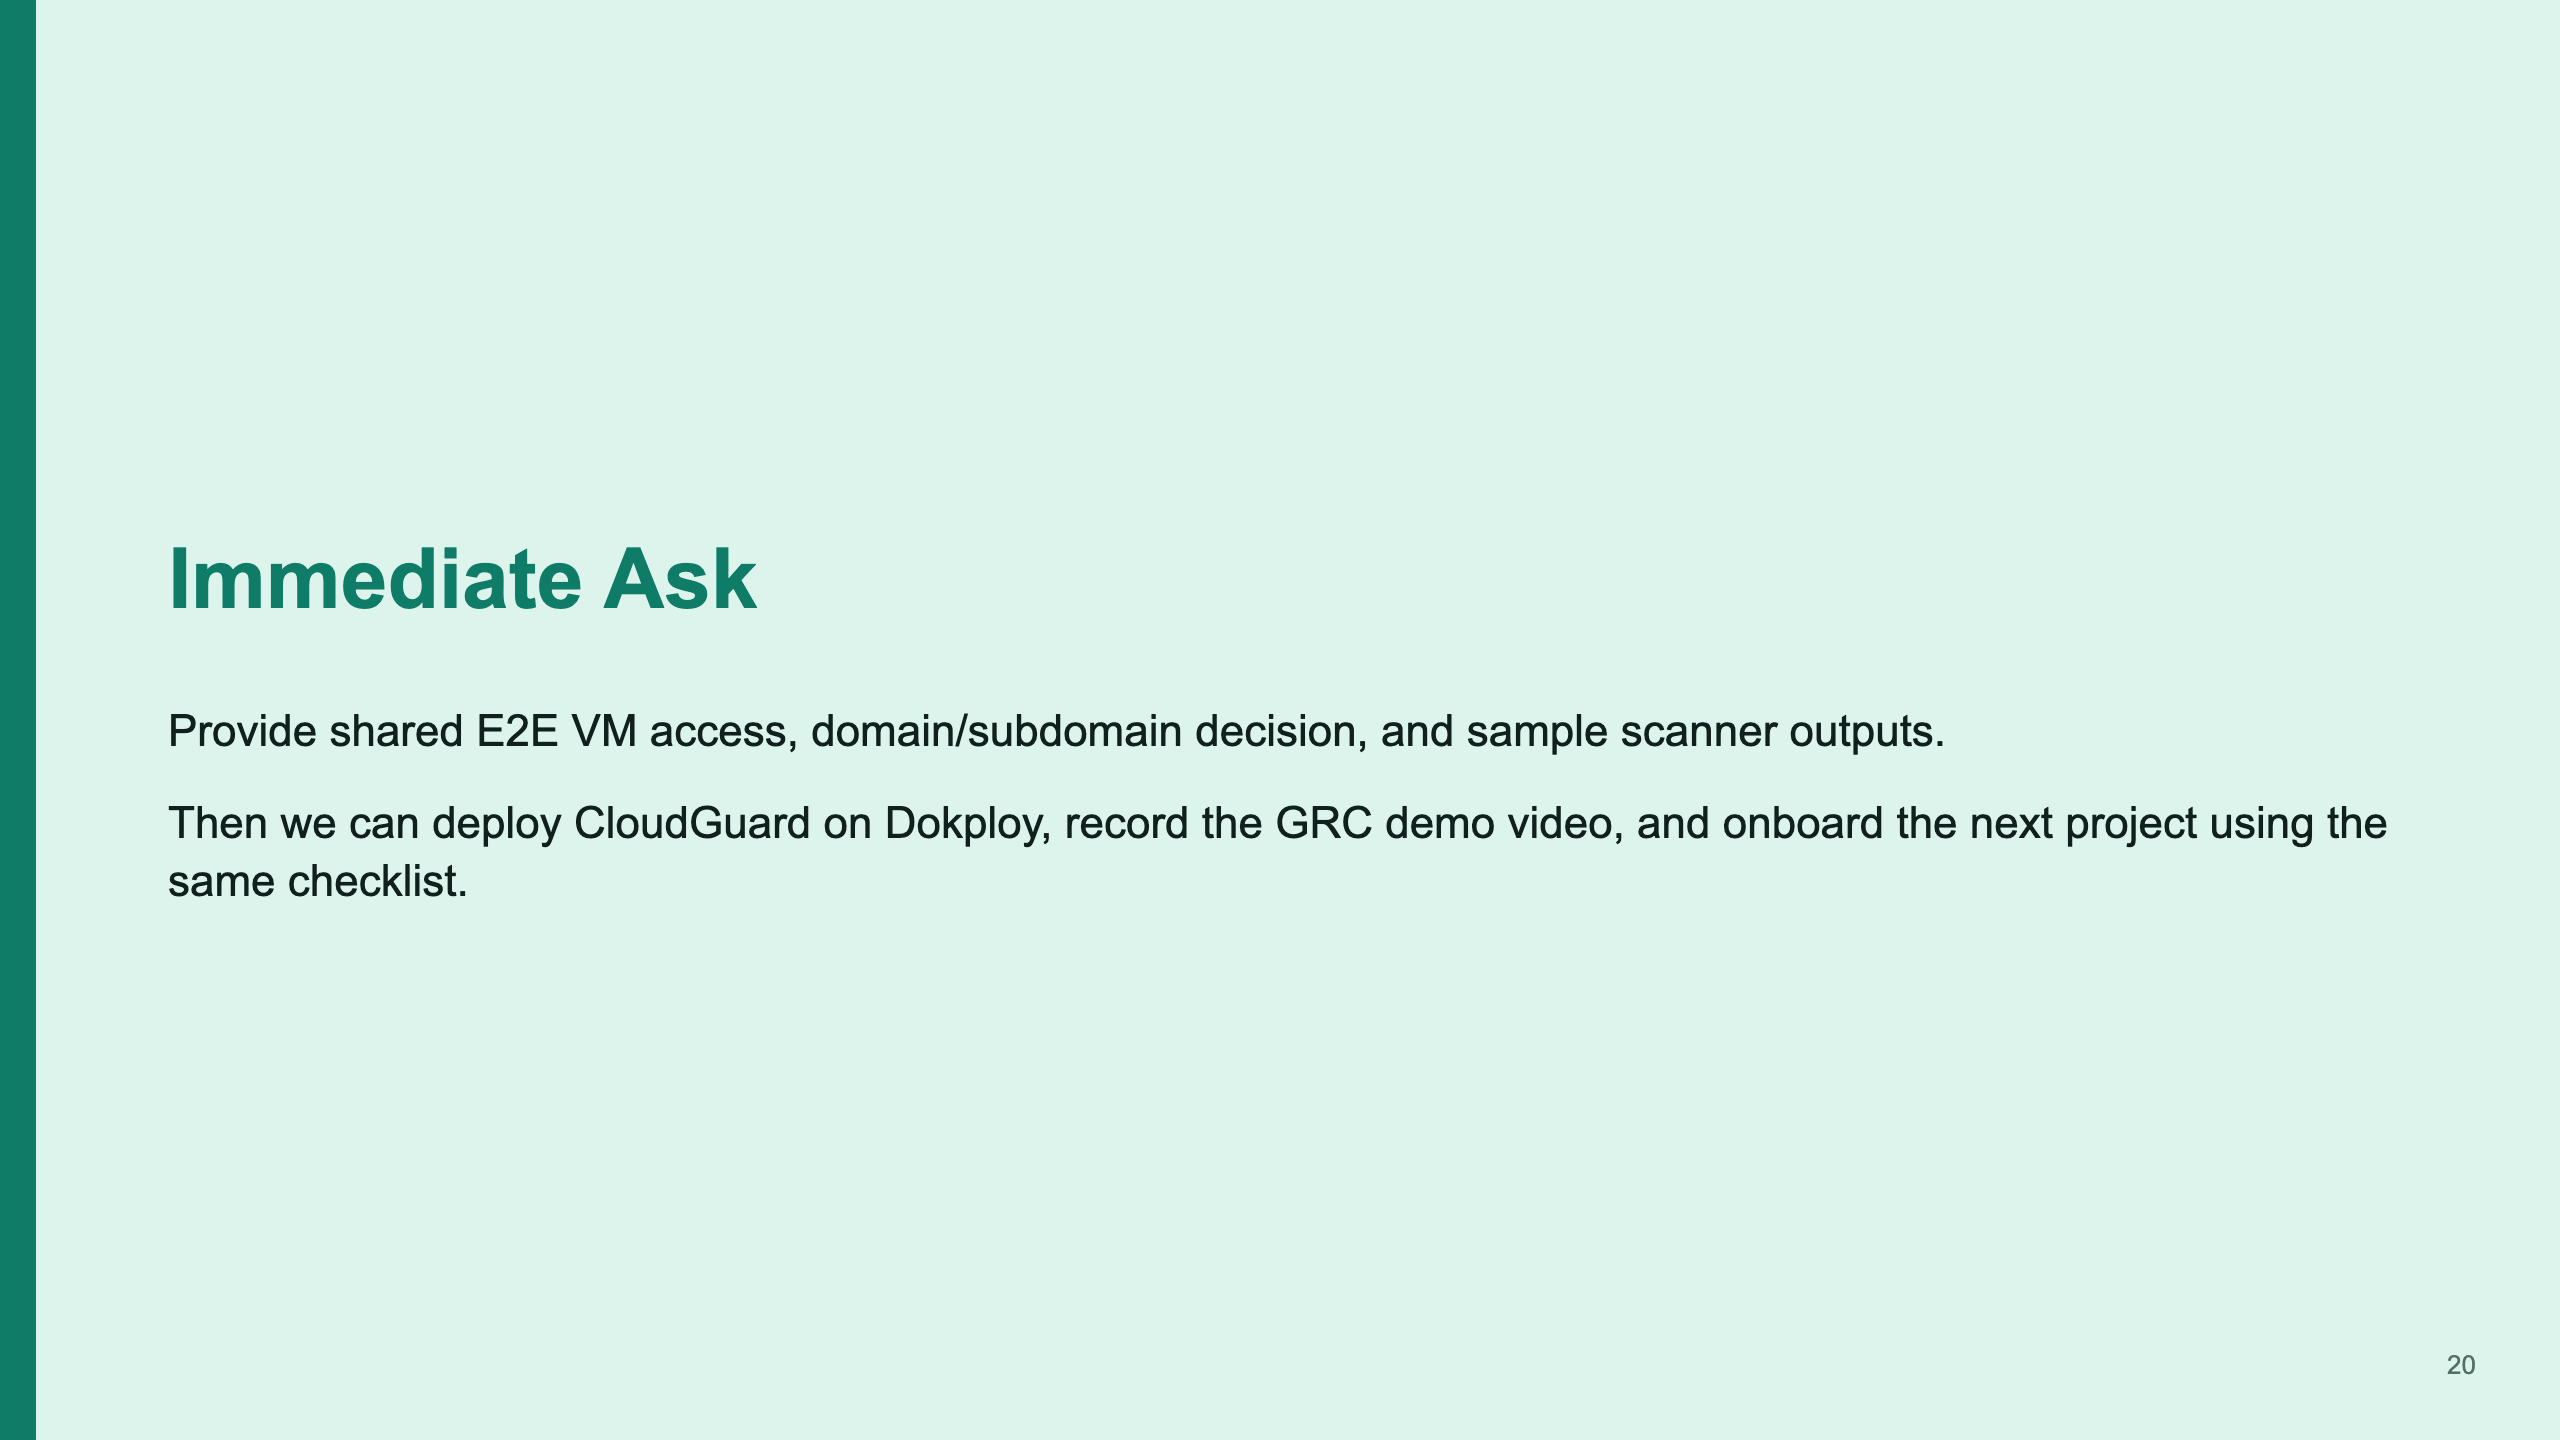 Immediate Ask
Provide shared E2E VM access, domain/subdomain decision, and sample scanner outputs.
Then we can deploy CloudGuard on Dokploy, record the GRC demo video, and onboard the next project using the
same checklist.
20